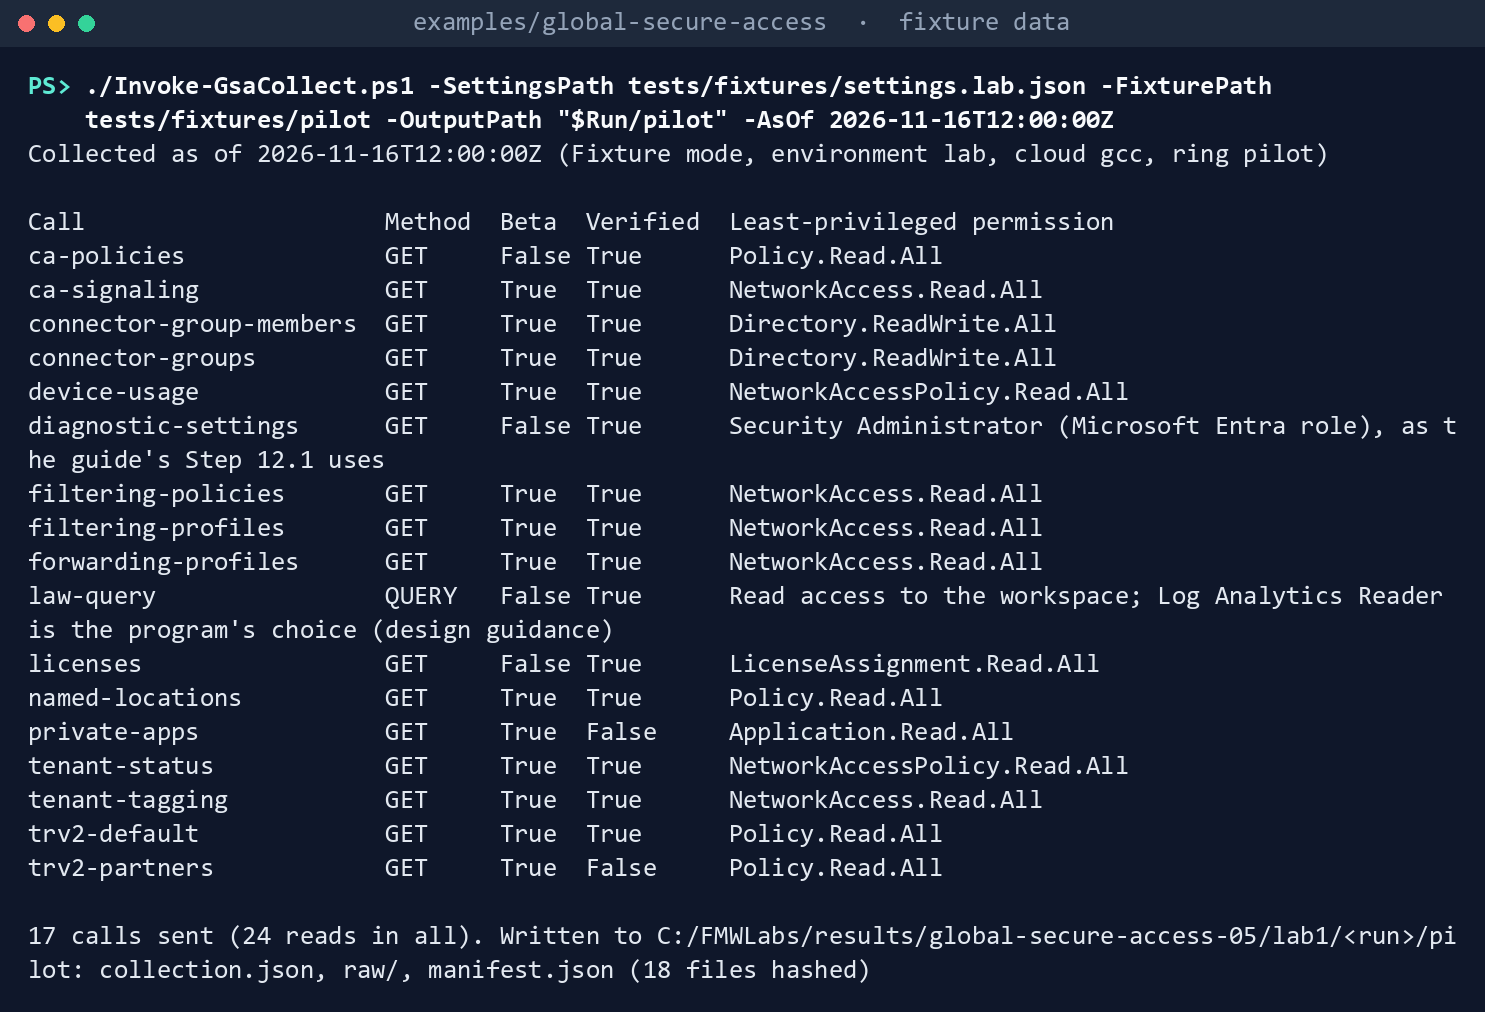 examples/global-secure-access · fixture data
PS> ./Invoke-GsaCollect.ps1 -SettingsPath tests/fixtures/settings.lab.json -FixturePath
tests/fixtures/pilot -OutputPath "$Run/pilot" -AsOf 2026-11-16T12:00:00Z
Collected as of 2026-11-16T12:00:00Z (Fixture mode, environment lab, cloud gcc, ring pilot)
Call Method Beta Verified Least-privileged permission
ca-policies GET False True Policy.Read.All
ca-signaling GET True True NetworkAccess.Read.All
connector-group-members GET True True Directory.ReadWrite.All
connector-groups GET True True Directory.ReadWrite.All
device-usage GET True True NetworkAccessPolicy.Read.All
diagnostic-settings GET False True Security Administrator (Microsoft Entra role), as t
he guide's Step 12.1 uses
filtering-policies GET True True NetworkAccess.Read.All
filtering-profiles GET True True NetworkAccess.Read.All
forwarding-profiles GET True True NetworkAccess.Read.All
law-query QUERY False True Read access to the workspace; Log Analytics Reader
is the program's choice (design guidance)
licenses GET False True LicenseAssignment.Read.All
named-locations GET True True Policy.Read.All
private-apps GET True False Application.Read.All
tenant-status GET True True NetworkAccessPolicy.Read.All
tenant-tagging GET True True NetworkAccess.Read.All
trv2-default GET True True Policy.Read.All
trv2-partners GET True False Policy.Read.All
17 calls sent (24 reads in all). Written to C:/FMWLabs/results/global-secure-access-05/lab1/<run>/pi
lot: collection.json, raw/, manifest.json (18 files hashed)